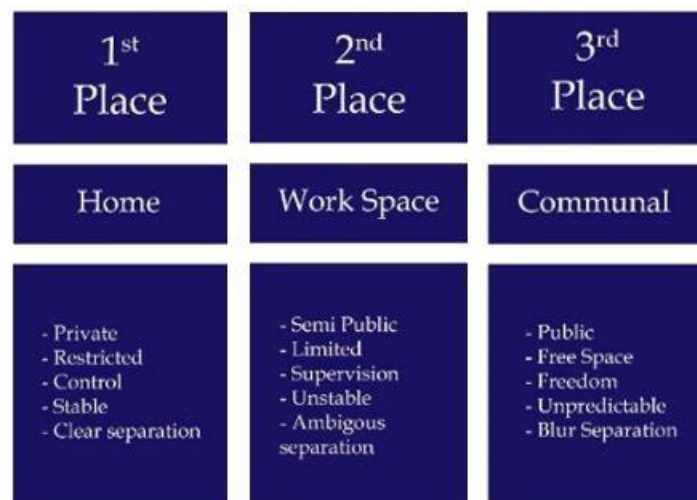 1st
Place
2nd
Place
3rd
Place
Home
Work Space
Communal
- Private
- Restricted
- Control
- Stable
- Clear separation
- Semi Public
- Limited
- Supervision
- Unstable
- Ambigous
separation
- Public
- Free Space
- Freedom
- Unpredictable
- Blur Separation